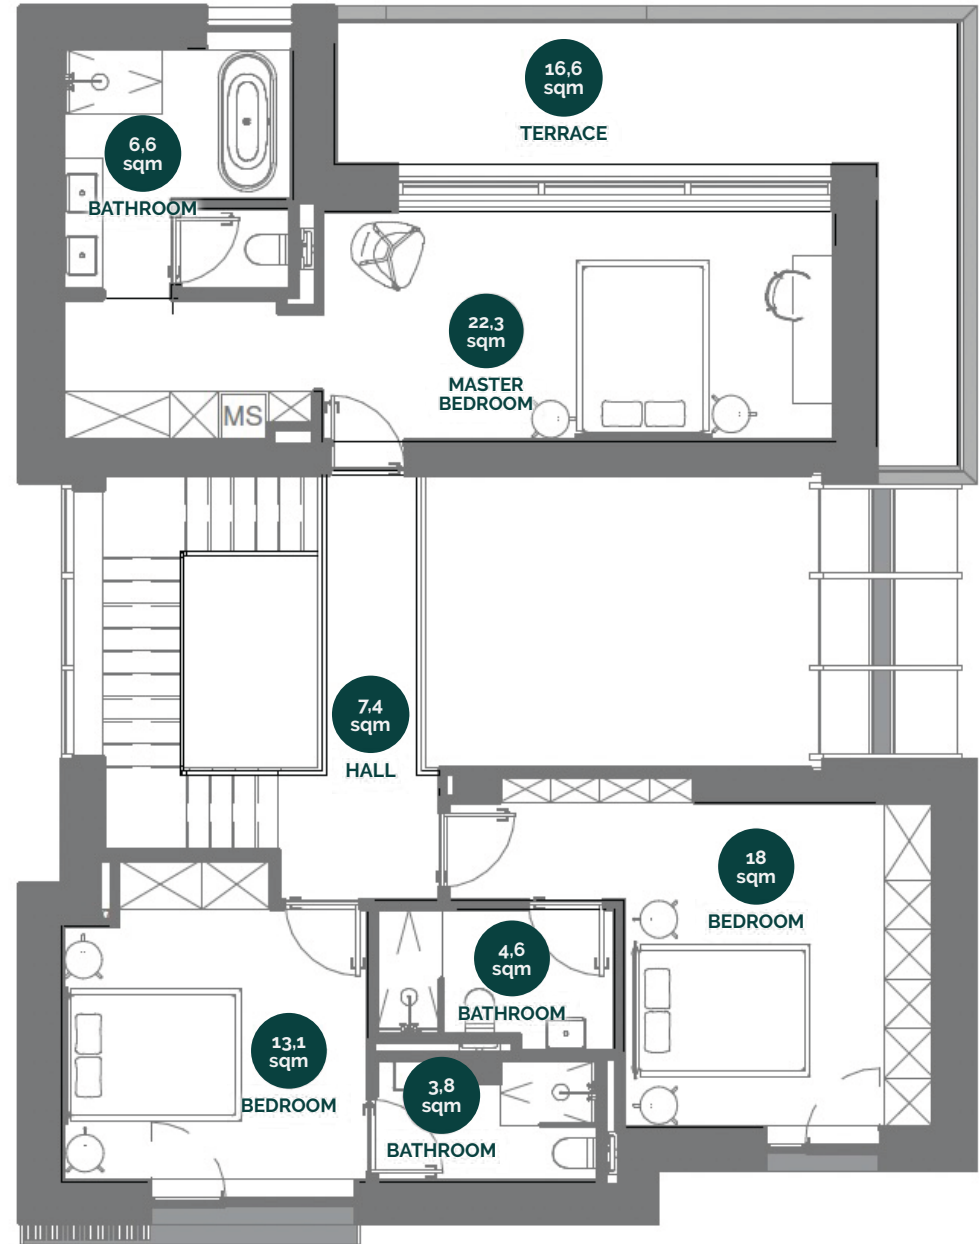 16,6
sqm
TERRACE
6,6
sqm
BATHROOM
22,3
sqm
MASTER
BEDROOM
MS
7,4
sqm
HALL
18
sqm
BEDROOM
4,6
sqm
BATHROOM
13,1
sqm
BEDROOM
3,8
sqm
BATHROOM